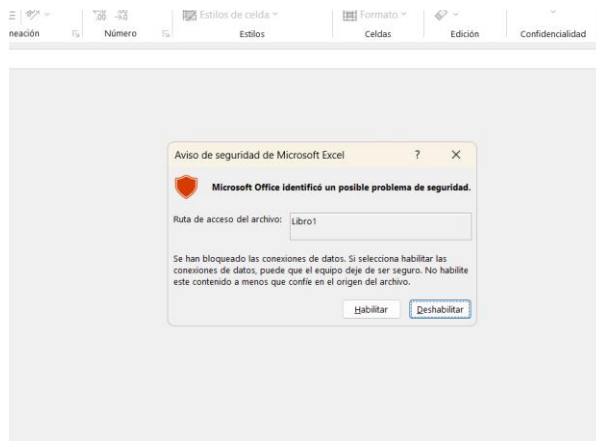 Estilos de celda
Formato
neación
Número
Estilos
Celdas
Edición
Confidencialidad
Aviso de seguridad de Microsoft Excel
?
Microsoft Office identificó un posible problema de seguridad.
Ruta de acceso del archivo:
Libro1
Se han bloqueado las conexiones de datos. Si selecciona habilitar las
conexiones de datos, puede que el equipo deje de ser seguro. No habilite
este contenido a menos que confíe en el origen del archivo.
Habilitar
Deshabilitar